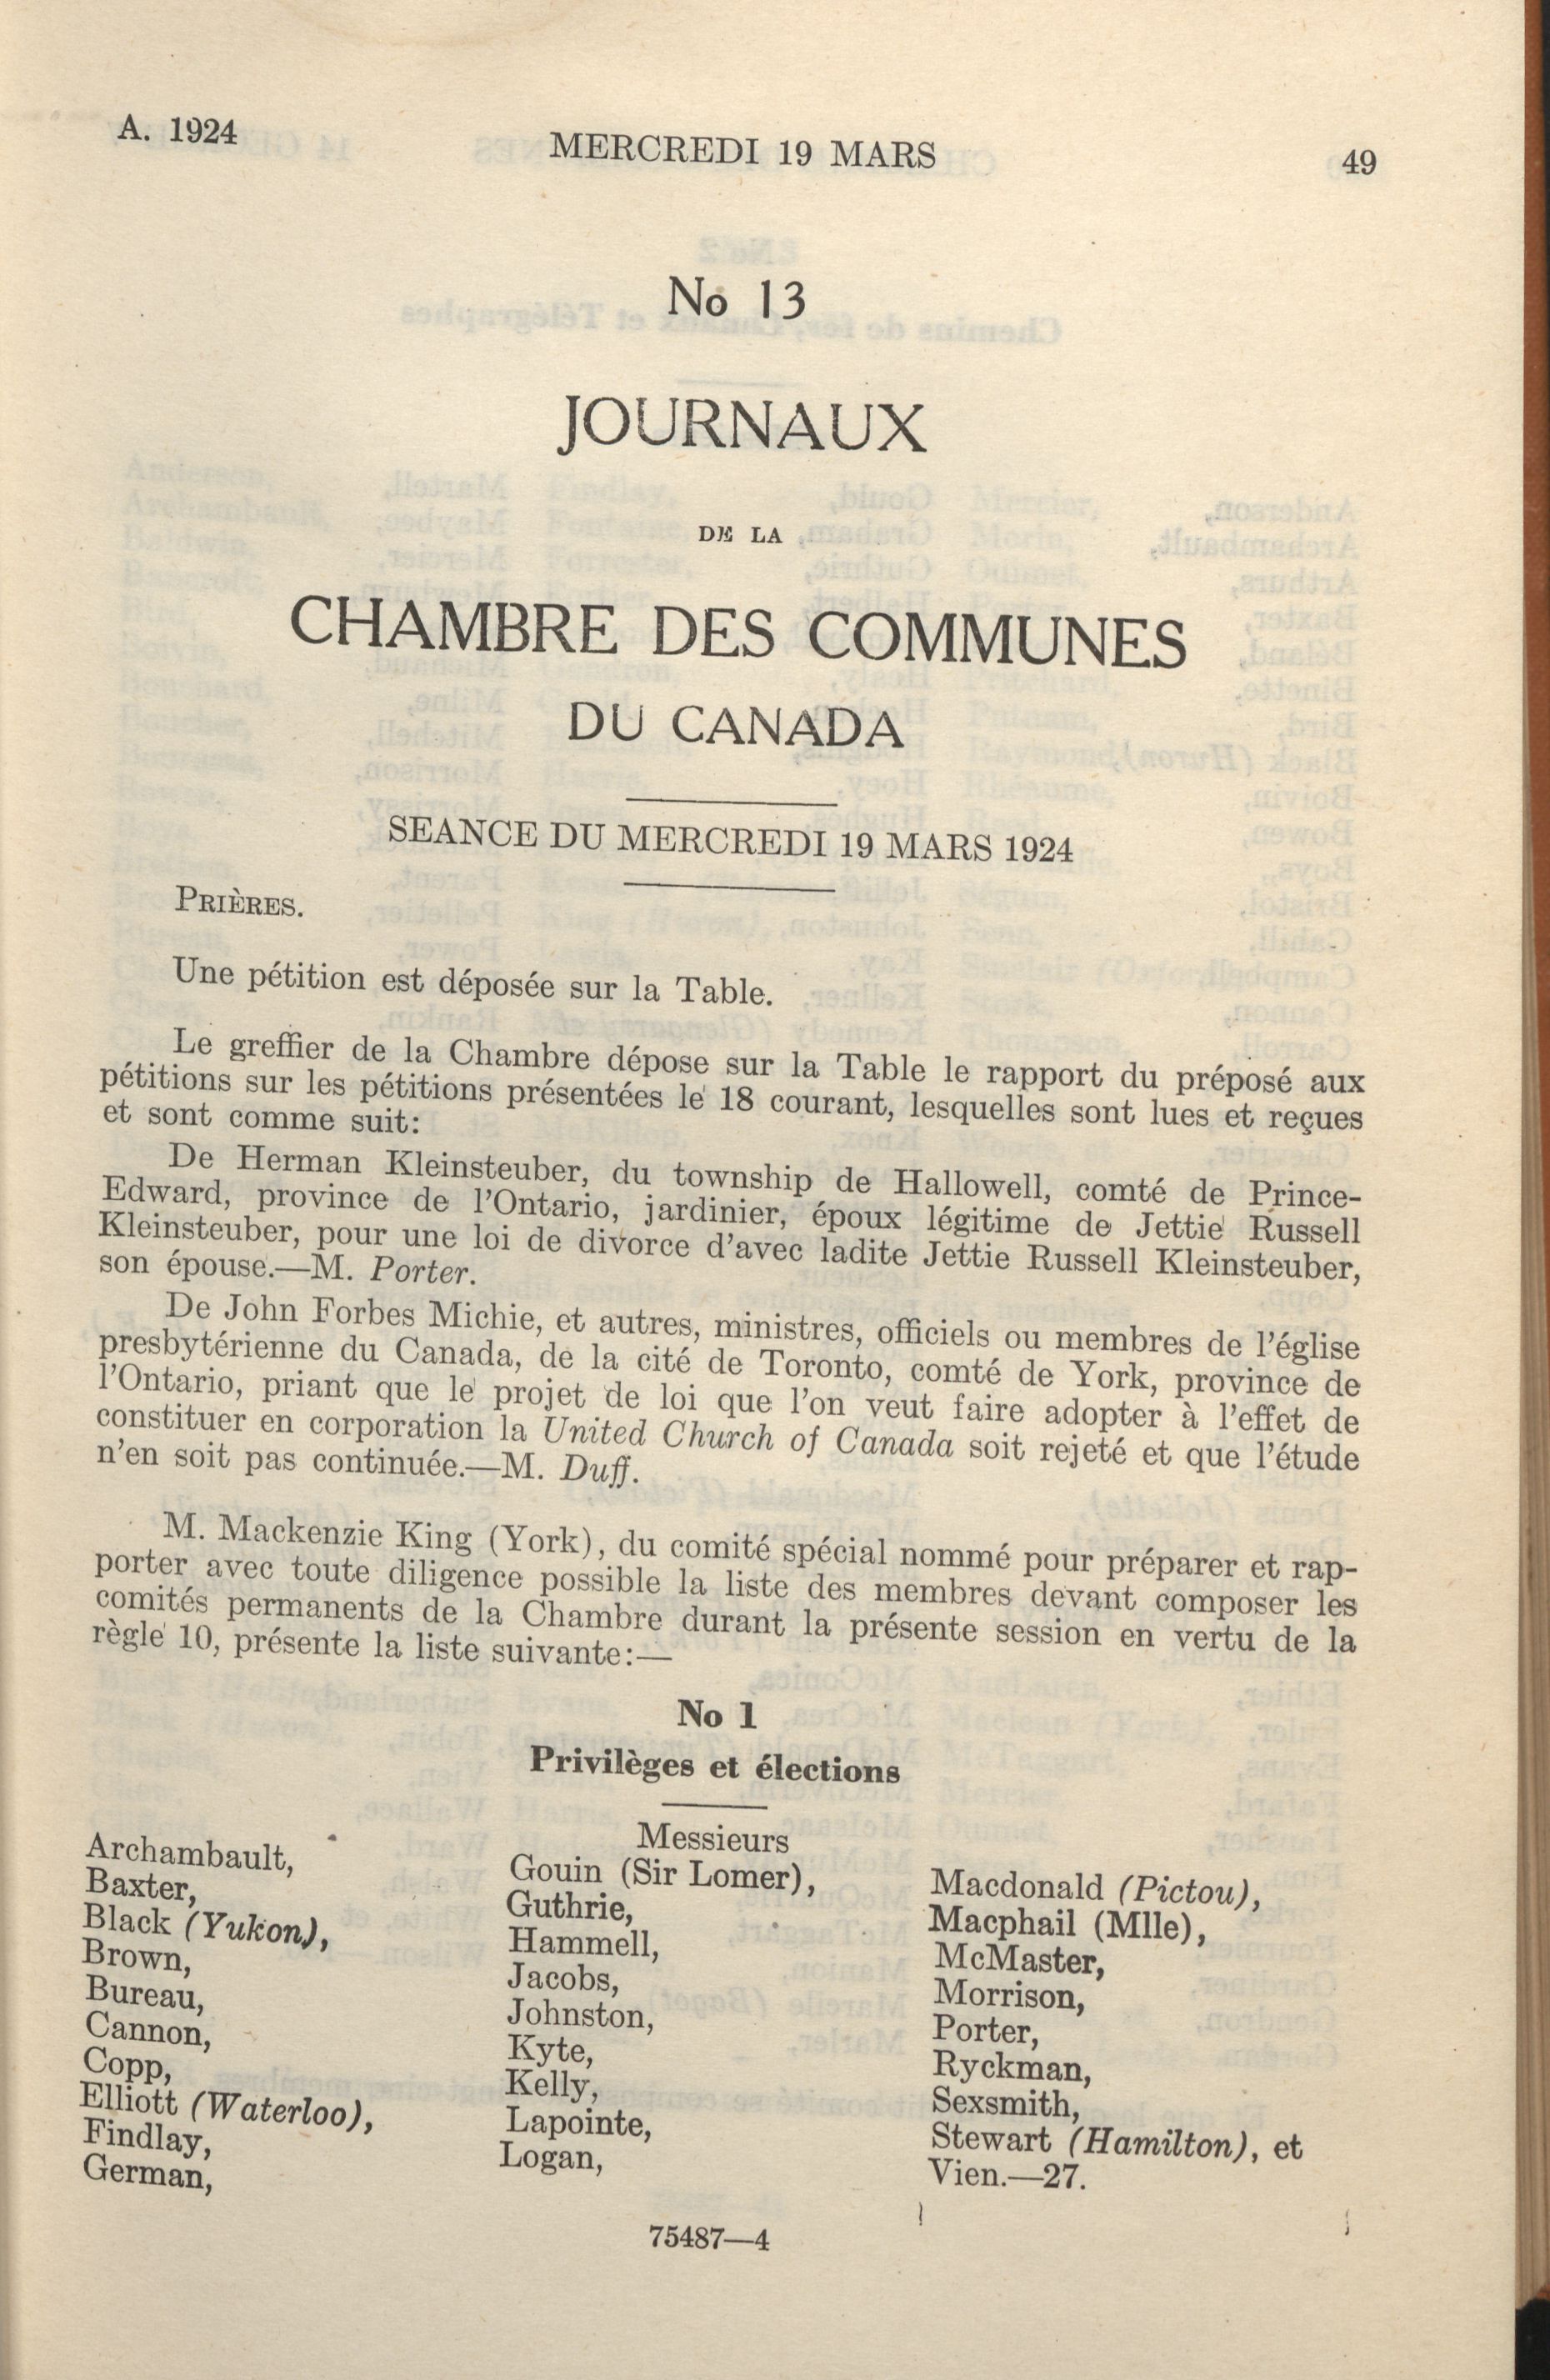 A. 1924
MERCREDI 19 MARS
49
No 13
JOURNAUX
DE LA
CHAMBRE DES COMMUNES
DU CANADA
SEANCE DU MERCREDI 19 MARS 1924
PRIÈRES.
Une pétition est déposée sur la Table.
Le greffier de la Chambre dépose sur la Table le rapport du préposé aux
pétitions sur les pétitions présentées le 18 courant, lesquelles sont lues et reçues
et sont comme suit:
De Herman Kleinsteuber, du township de Hallowell, comté de Prince-
Edward, province de l'Ontario, jardinier, époux légitime de Jettie Russell
Kleinsteuber, pour une loi de divorce d'avec ladite Jettie Russell Kleinsteuber,
son épouse.—M. Porter.
De John Forbes Michie, et autres, ministres, officiels ou membres de l'église
presbytérienne du Canada, de la cité de Toronto, comté de York, province de
l'Ontario, priant que le projet de loi que l'on veut faire adopter à l'effet de
constituer en corporation la United Church of Canada soit rejeté et que l'étude
n'en soit pas continuée.—M. Duff.
M. Mackenzie King (York), du comité spécial nommé pour préparer et rap-
porter avec toute diligence possible la liste des membres devant composer les
comités permanents de la Chambre durant la présente session en vertu de la
règle 10, présente la liste suivante:—
No 1
Privilèges et élections
Messieurs
Archambault,
Baxter,
Black (Yukon),
Brown,
Bureau,
Cannon,
Copp,
Elliott (Waterloo),
Findlay,
German,
Gouin (Sir Lomer),
Guthrie,
Hammell,
Jacobs,
Johnston,
Kyte,
Kelly,
Lapointe,
Logan,
Macdonald (Pictou),
Macphail (Mlle),
McMaster,
Morrison,
Porter,
Ryckman,
Sexsmith,
Stewart (Hamilton), et
Vien.—27.
75487—4